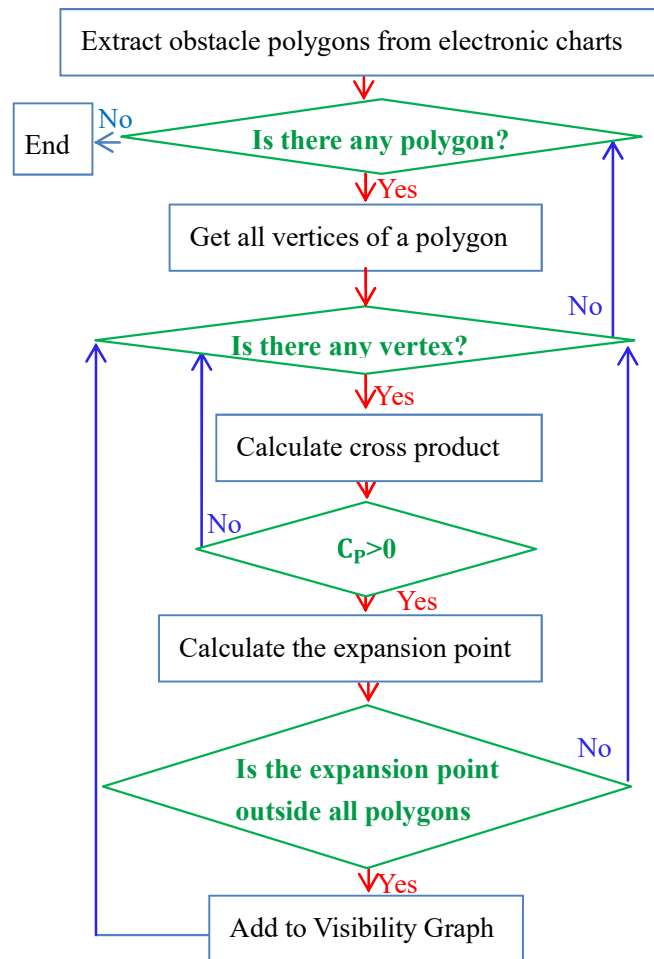 Extract obstacle polygons from electronic charts
No
End
Is there any polygon?
Yes
Get all vertices of a polygon
No
Is there any vertex?
Yes
Calculate cross product
No
C_P>0
Yes
Calculate the expansion point
No
Is the expansion point
outside all polygons
Yes
Add to Visibility Graph